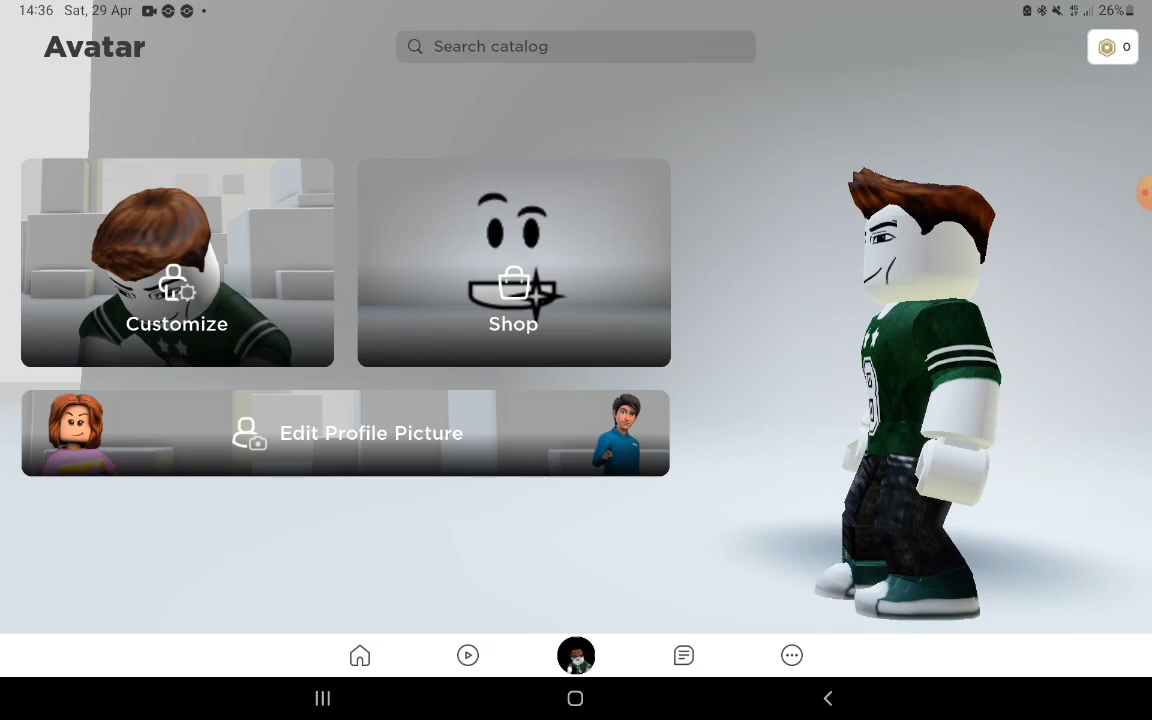 14:36 Sat, 29 Apr
26%
Avatar
Search catalog
0
Customize
Shop
Edit Profile Picture